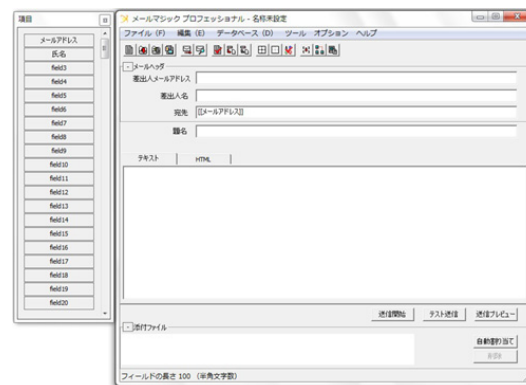 項目
メールアドレス
氏名
field3
field4
field5
field6
field7
field8
field9
field10
field11
field12
field13
field14
field15
field16
field17
field18
field19
field20
メールマジック プロフェッショナル - 名称未設定
ファイル (F) 編集 (E) データベース (D) ツール オプション ヘルプ
メールヘッダ
差出人メールアドレス
差出人名
宛先 [[メールアドレス]]
題名
テキスト HTML
送信開始 テスト送信 送信プレビュー
添付ファイル
自動割り当て
削除
フィールドの長さ 100 (半角文字数)